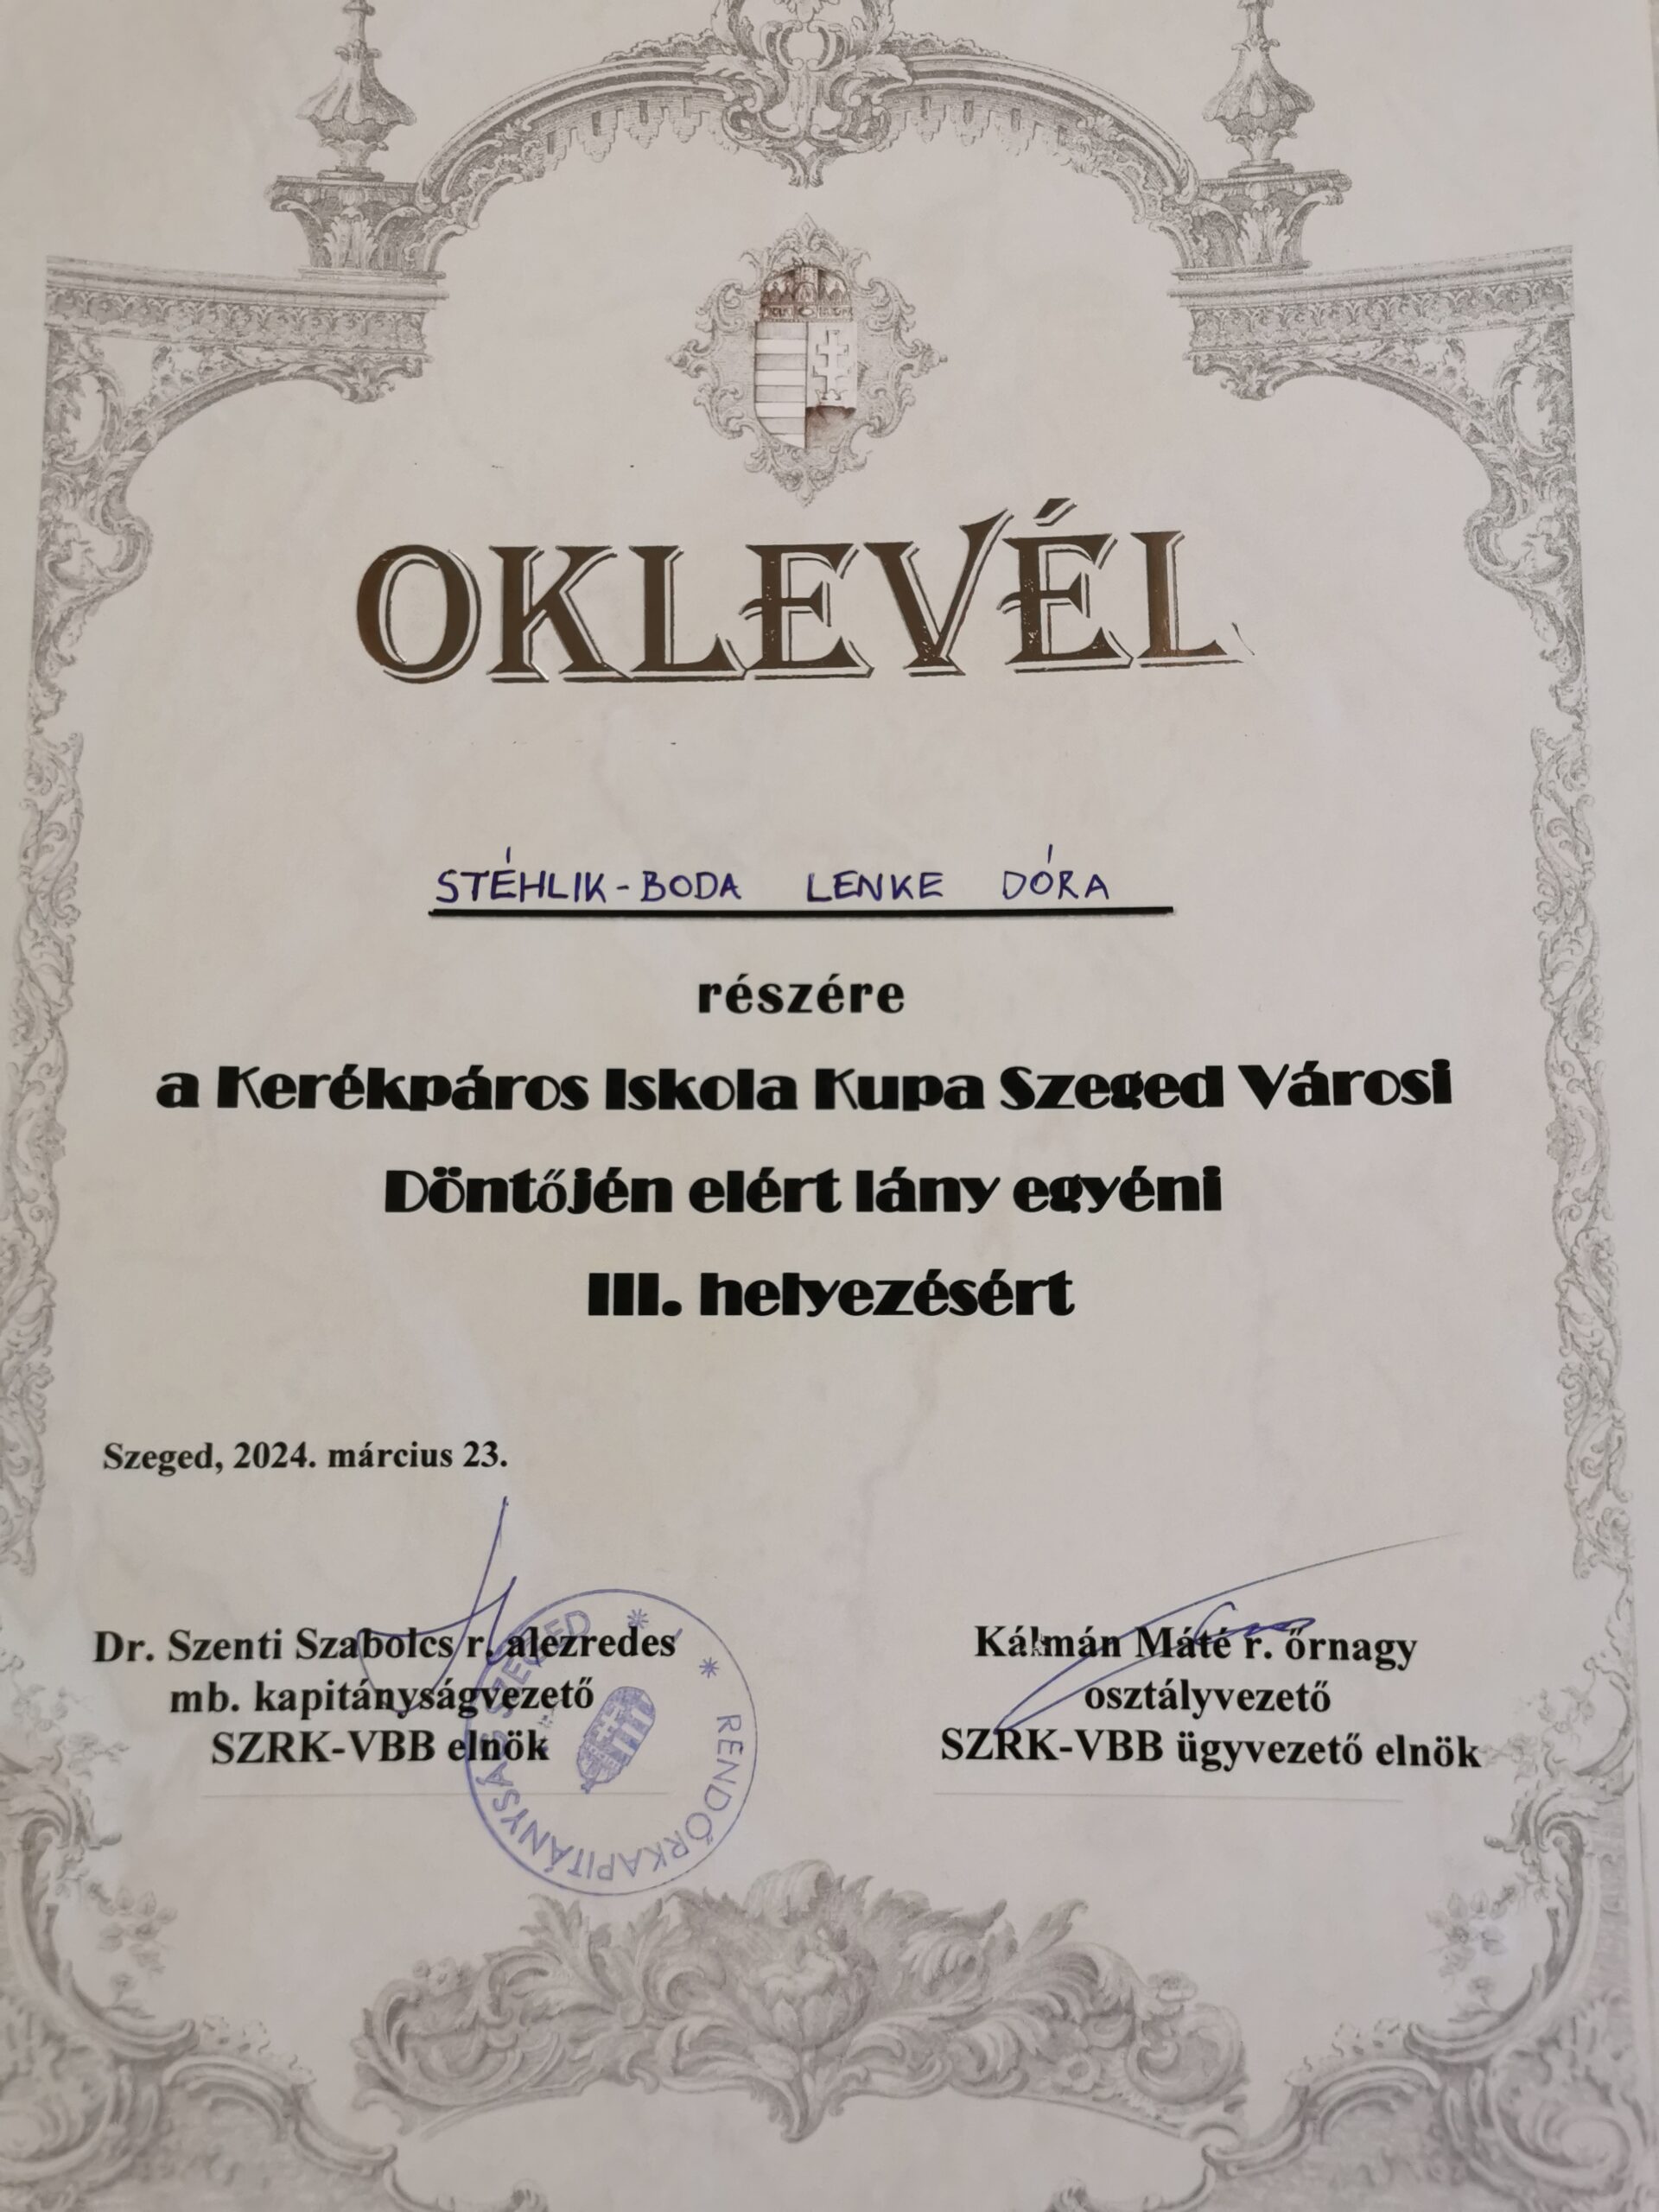 OKLEVÉL
STÉHLIK-BODA LENKE DÓRA
részére
a Kerékpáros Iskola Kupa Szeged Városi
Döntőjén elért lány egyéni
III. helyezésért
Szeged, 2024. március 23.
Dr. Szenti Szabolcs r. alezredes
mb. kapitányságvezető
SZRK-VBB elnök
Kálmán Máté r. őrnagy
osztályvezető
SZRK-VBB ügyvezető elnök
RENDŐRKAPITÁNYSÁG SZEGED